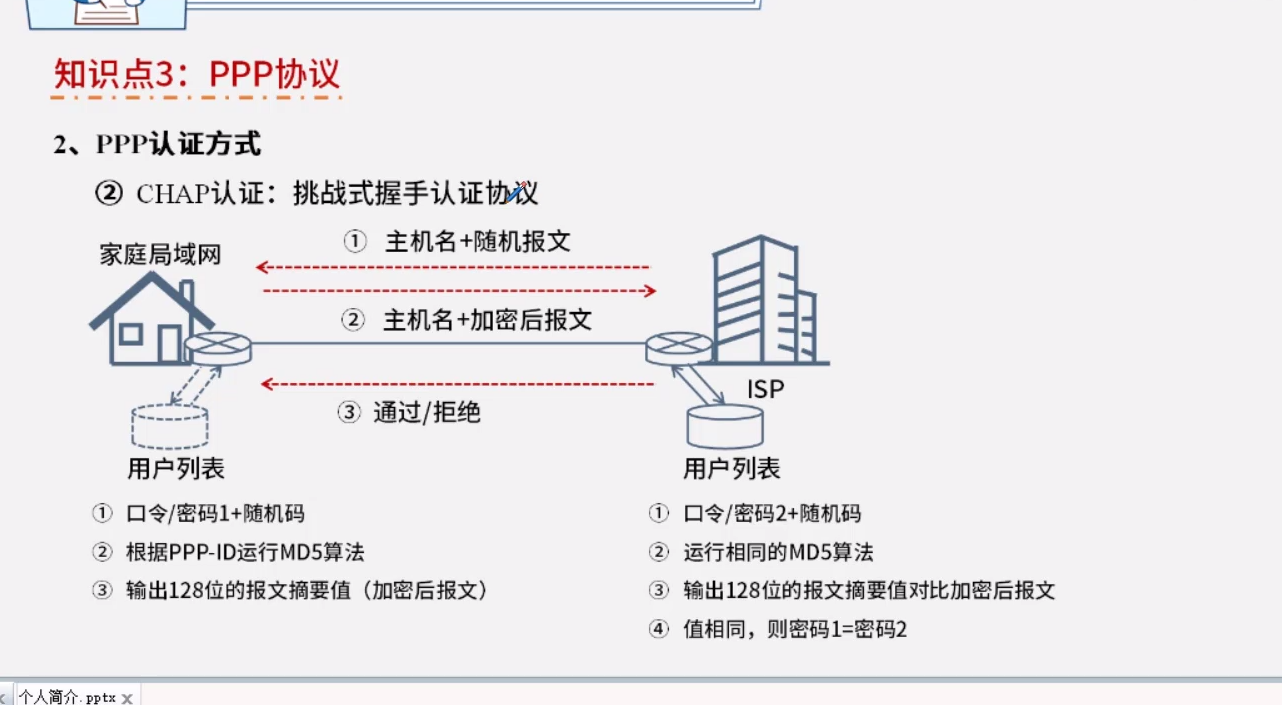 知识点3：PPP协议
2、PPP认证方式
② CHAP认证：挑战式握手认证协议
家庭局域网
① 主机名+随机报文
② 主机名+加密后报文
ISP
③ 通过/拒绝
用户列表
用户列表
① 口令/密码1+随机码
② 根据PPP-ID运行MD5算法
③ 输出128位的报文摘要值（加密后报文）
① 口令/密码2+随机码
② 运行相同的MD5算法
③ 输出128位的报文摘要值对比加密后报文
④ 值相同，则密码1=密码2
个人简介.pptx